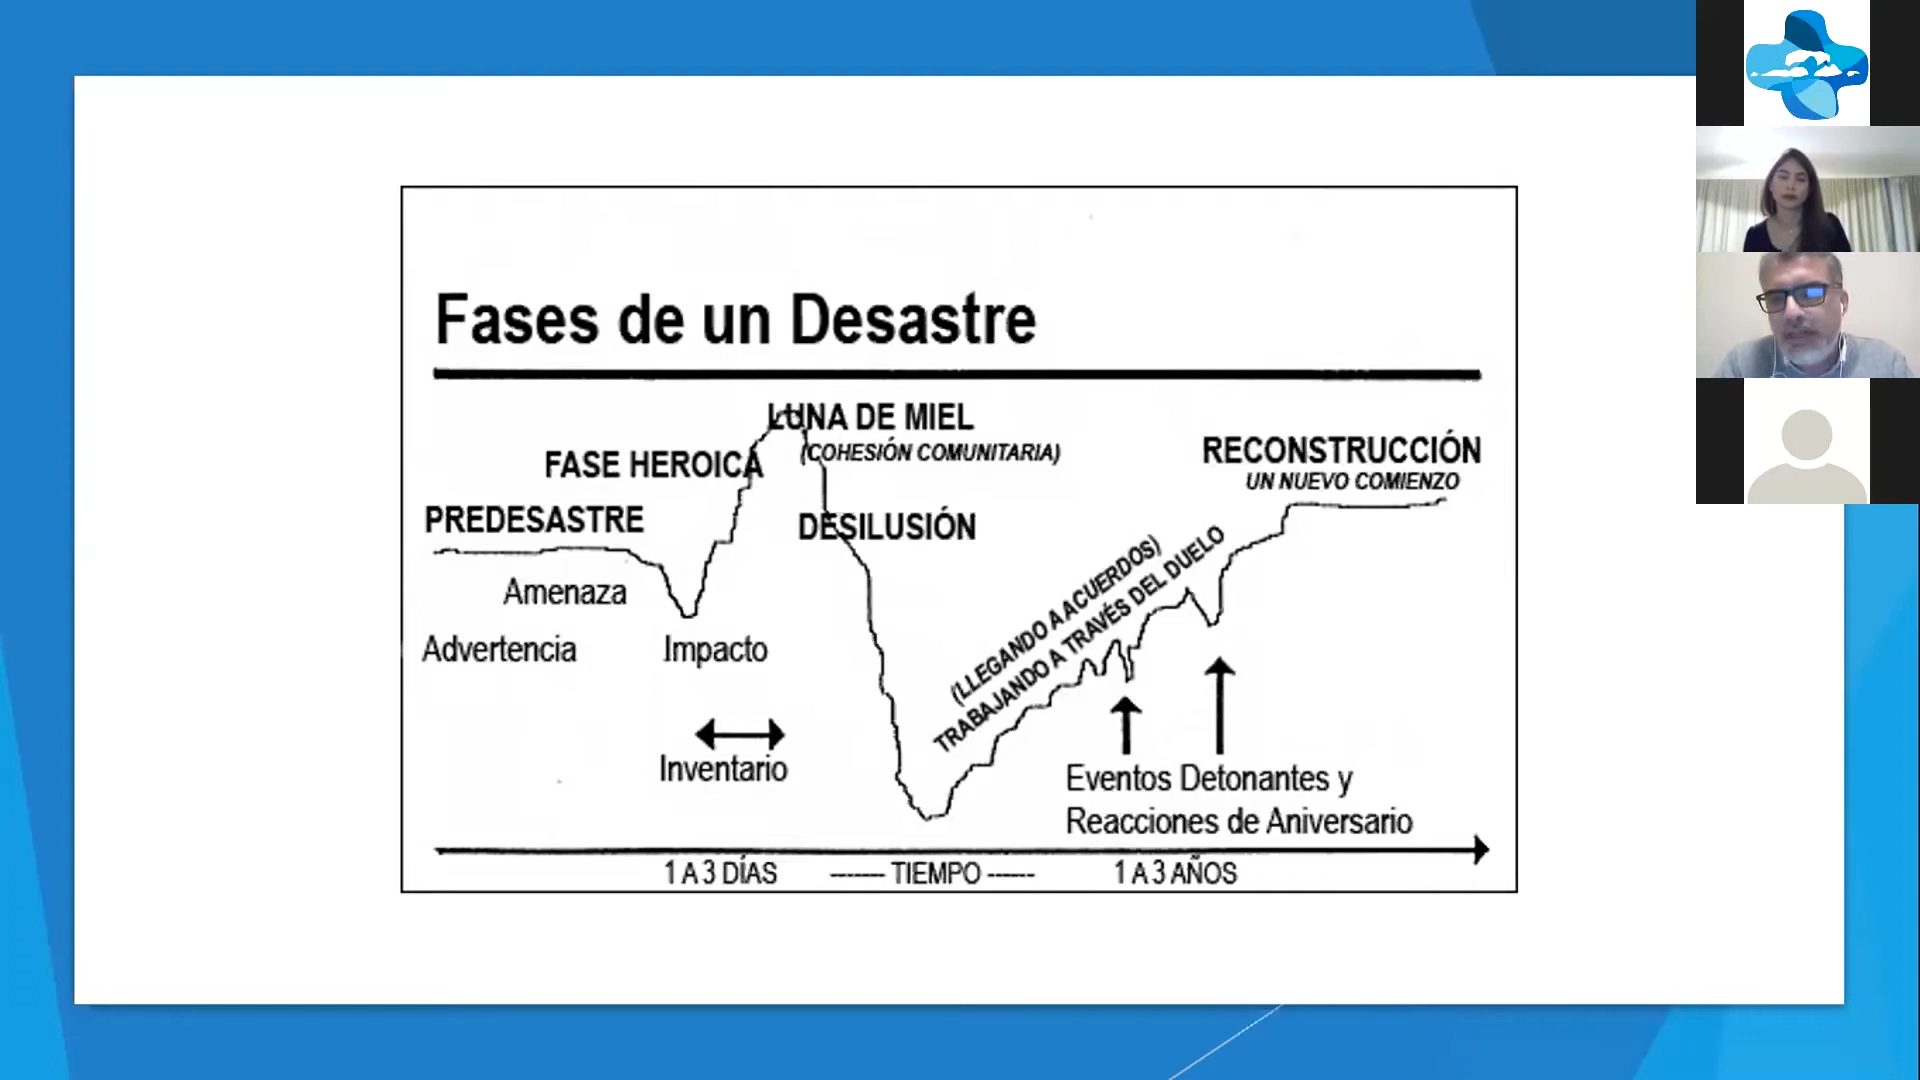 Fases de un Desastre
LUNA DE MIEL
(COHESIÓN COMUNITARIA)
FASE HEROICA
RECONSTRUCCIÓN
UN NUEVO COMIENZO
PREDESASTRE
DESILUSIÓN
Amenaza
Advertencia
Impacto
(LLEGANDO A ACUERDOS)
TRABAJANDO A TRAVÉS DEL DUELO
Inventario
Eventos Detonantes y
Reacciones de Aniversario
1 A 3 DÍAS ------- TIEMPO ------ 1 A 3 AÑOS